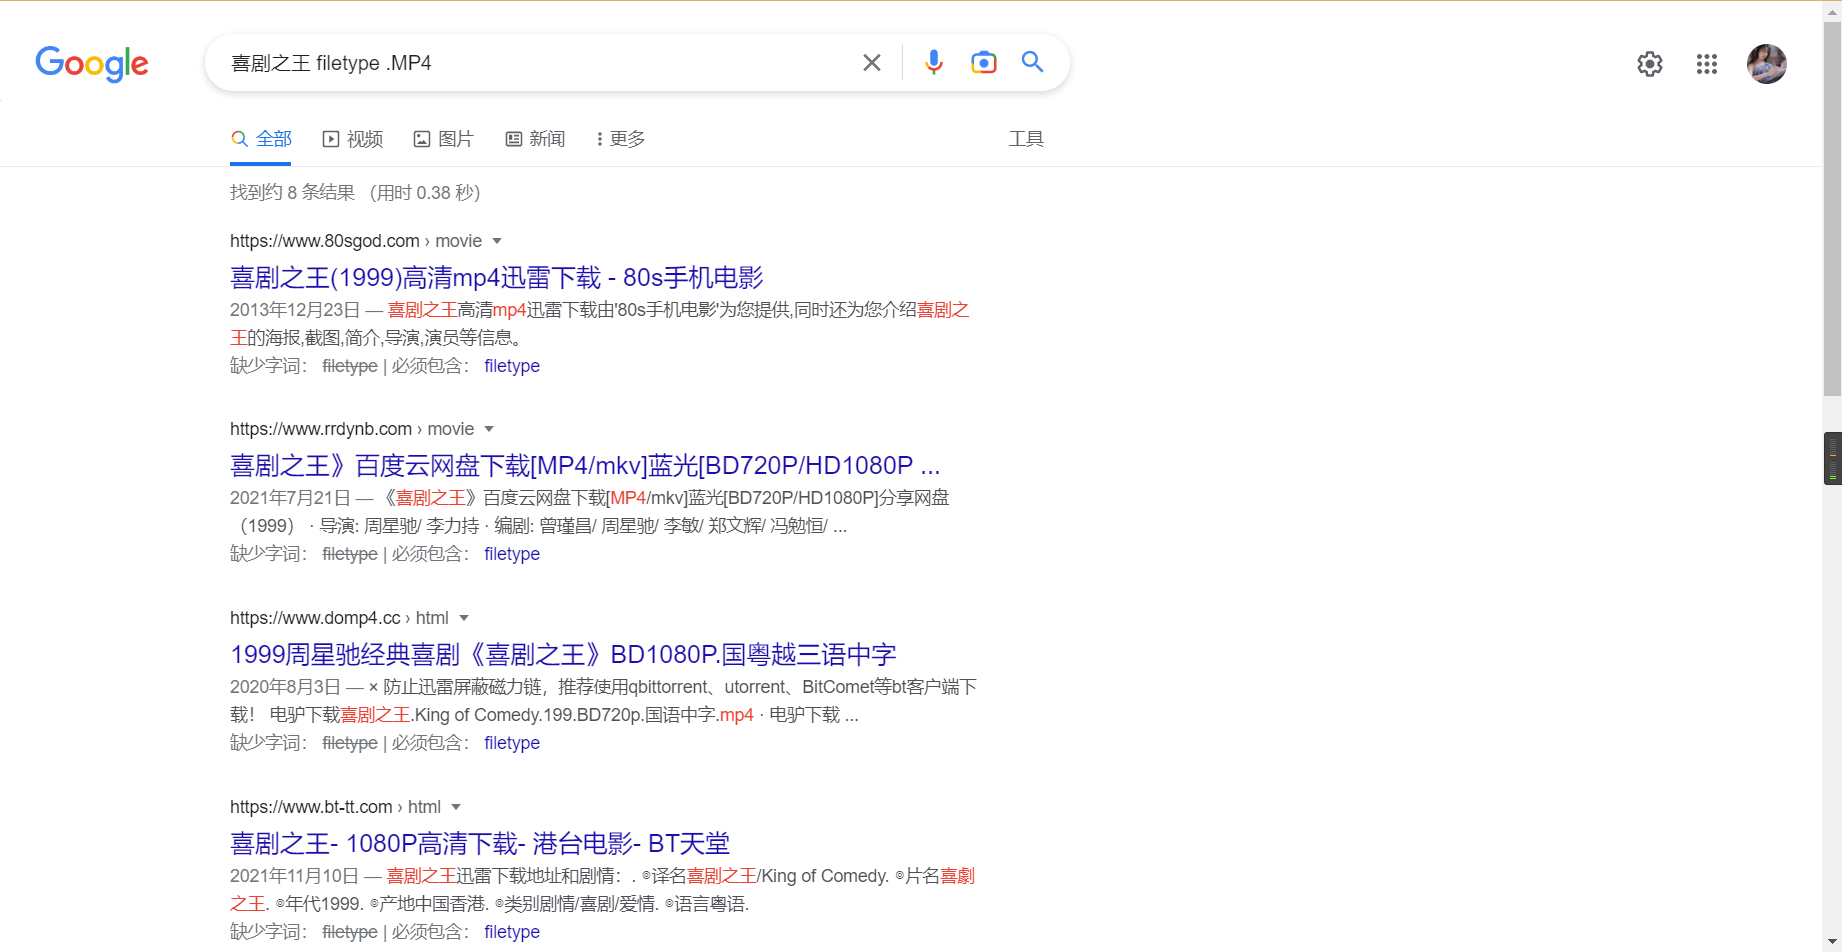 Google
喜剧之王 filetype .MP4
全部 视频 图片 新闻 更多 工具
找到约 8 条结果 （用时 0.38 秒）
https://www.80sgod.com › movie
喜剧之王(1999)高清mp4迅雷下载 - 80s手机电影
2013年12月23日 — 喜剧之王高清mp4迅雷下载由'80s手机电影'为您提供,同时还为您介绍喜剧之
王的海报,截图,简介,导演,演员等信息。
缺少字词： filetype | 必须包含： filetype
https://www.rrdynb.com › movie
喜剧之王》百度云网盘下载[MP4/mkv]蓝光[BD720P/HD1080P ...
2021年7月21日 — 《喜剧之王》百度云网盘下载[MP4/mkv]蓝光[BD720P/HD1080P]分享网盘
（1999） · 导演: 周星驰/ 李力持 · 编剧: 曾瑾昌/ 周星驰/ 李敏/ 郑文辉/ 冯勉恒/ ...
缺少字词： filetype | 必须包含： filetype
https://www.domp4.cc › html
1999周星驰经典喜剧《喜剧之王》BD1080P.国粤越三语中字
2020年8月3日 — × 防止迅雷屏蔽磁力链，推荐使用qbittorrent、utorrent、BitComet等bt客户端下
载！ 电驴下载喜剧之王.King of Comedy.199.BD720p.国语中字.mp4 · 电驴下载 ...
缺少字词： filetype | 必须包含： filetype
https://www.bt-tt.com › html
喜剧之王- 1080P高清下载- 港台电影- BT天堂
2021年11月10日 — 喜剧之王迅雷下载地址和剧情：. ◎译名喜剧之王/King of Comedy. ◎片名喜劇
之王. ◎年代1999. ◎产地中国香港. ◎类别剧情/喜剧/爱情. ◎语言粤语.
缺少字词： filetype | 必须包含： filetype